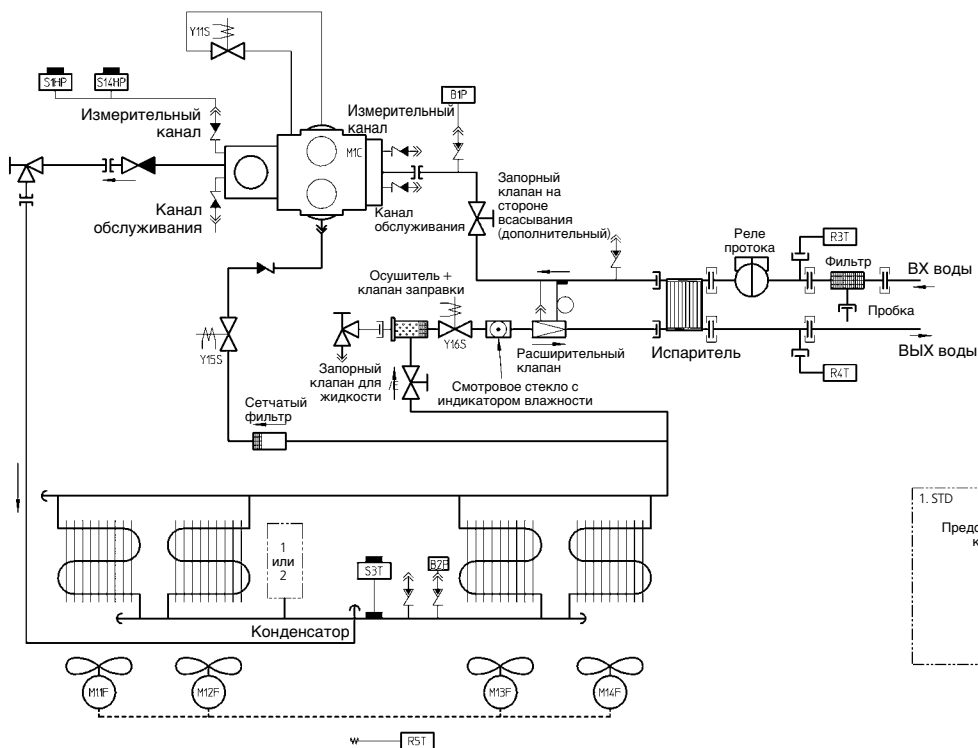 Y11S
S1HP
S14HP
B1P
Измерительный
канал
Измерительный
канал
M1C
Канал
обслуживания
Канал
обслуживания
Запорный
клапан на
стороне
всасывания
(дополнительный)
Реле
протока
R3T
Фильтр
ВХ воды
Пробка
Осушитель +
клапан заправки
Y15S
Y16S
Расширительный
клапан
Испаритель
ВЫХ воды
R4T
Запорный
клапан для
жидкости
Смотровое стекло с
индикатором влажности
Сетчатый
фильтр
1. STD
Предо
к
1
или
2
S3T
B2P
Конденсатор
M11F
M12F
M13F
M14F
R5T